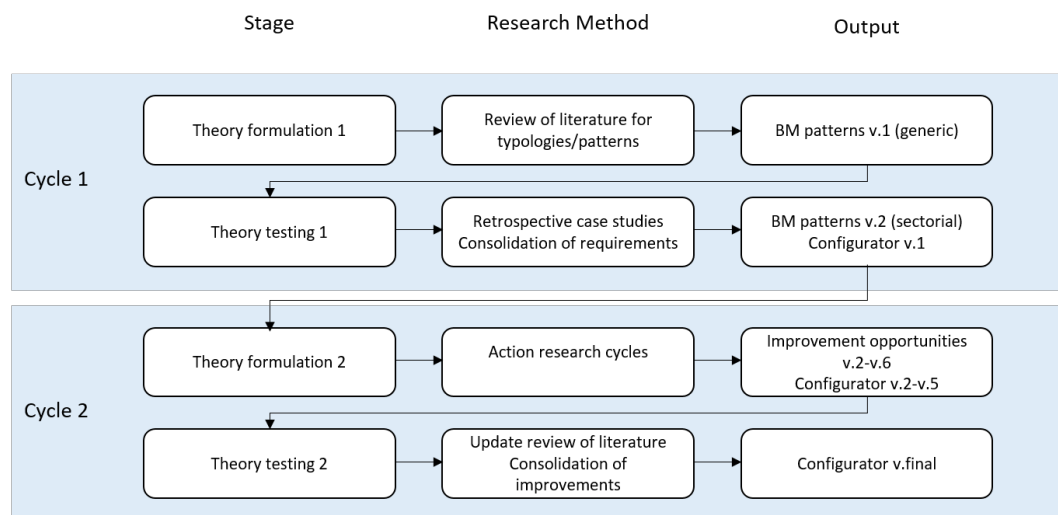 Stage
Research Method
Output
Cycle 1
Theory formulation 1
Review of literature for
typologies/patterns
BM patterns v.1 (generic)
Theory testing 1
Retrospective case studies
Consolidation of requirements
BM patterns v.2 (sectorial)
Configurator v.1
Cycle 2
Theory formulation 2
Action research cycles
Improvement opportunities
v.2-v.6
Configurator v.2-v.5
Theory testing 2
Update review of literature
Consolidation of
improvements
Configurator v.final